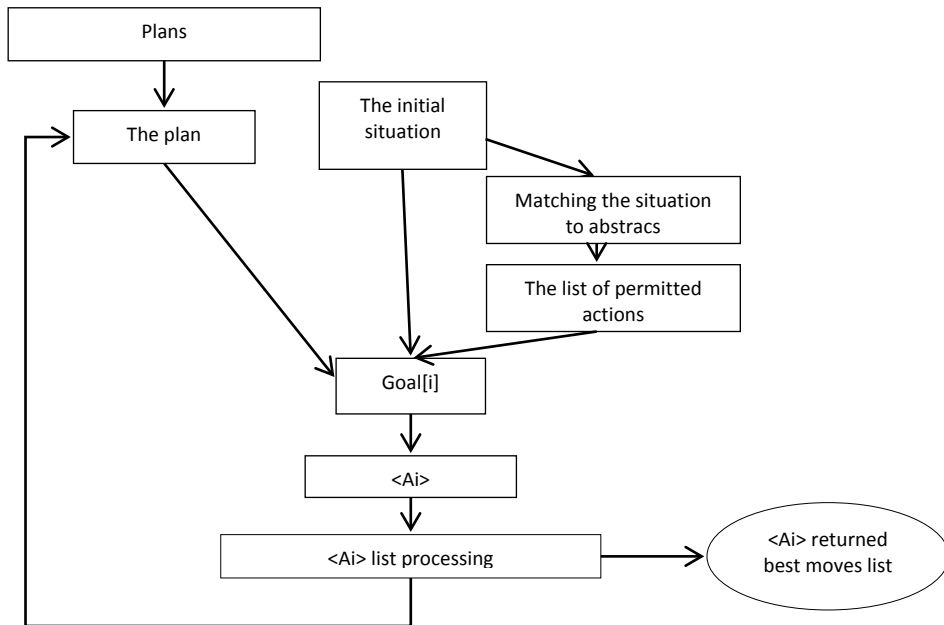 Plans
The plan
The initial
situation
Matching the situation
to abstracs
The list of permitted
actions
Goal[i]
<Ai>
<Ai> list processing
<Ai> returned
best moves list